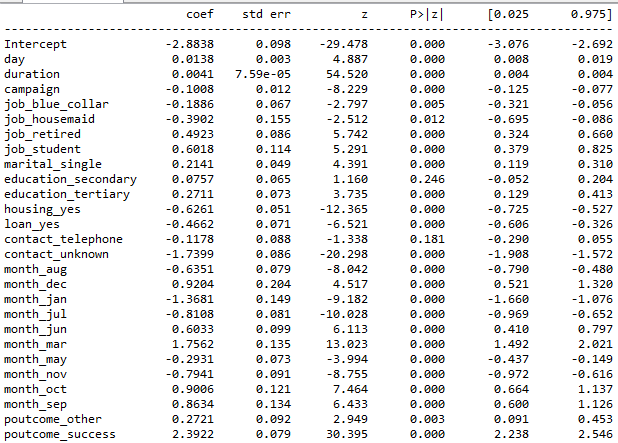 coef std err z P>|z| [0.025 0.975]
Intercept -2.8838 0.098 -29.478 0.000 -3.076 -2.692
day 0.0138 0.003 4.887 0.000 0.008 0.019
duration 0.0041 7.59e-05 54.520 0.000 0.004 0.004
campaign -0.1008 0.012 -8.229 0.000 -0.125 -0.077
job_blue_collar -0.1886 0.067 -2.797 0.005 -0.321 -0.056
job_housemaid -0.3902 0.155 -2.512 0.012 -0.695 -0.086
job_retired 0.4923 0.086 5.742 0.000 0.324 0.660
job_student 0.6018 0.114 5.291 0.000 0.379 0.825
marital_single 0.2141 0.049 4.391 0.000 0.119 0.310
education_secondary 0.0757 0.065 1.160 0.246 -0.052 0.204
education_tertiary 0.2711 0.073 3.735 0.000 0.129 0.413
housing_yes -0.6261 0.051 -12.365 0.000 -0.725 -0.527
loan_yes -0.4662 0.071 -6.521 0.000 -0.606 -0.326
contact_telephone -0.1178 0.088 -1.338 0.181 -0.290 0.055
contact_unknown -1.7399 0.086 -20.298 0.000 -1.908 -1.572
month_aug -0.6351 0.079 -8.042 0.000 -0.790 -0.480
month_dec 0.9204 0.204 4.517 0.000 0.521 1.320
month_jan -1.3681 0.149 -9.182 0.000 -1.660 -1.076
month_jul -0.8108 0.081 -10.028 0.000 -0.969 -0.652
month_jun 0.6033 0.099 6.113 0.000 0.410 0.797
month_mar 1.7562 0.135 13.023 0.000 1.492 2.021
month_may -0.2931 0.073 -3.994 0.000 -0.437 -0.149
month_nov -0.7941 0.091 -8.755 0.000 -0.972 -0.616
month_oct 0.9006 0.121 7.464 0.000 0.664 1.137
month_sep 0.8634 0.134 6.433 0.000 0.600 1.126
poutcome_other 0.2721 0.092 2.949 0.003 0.091 0.453
poutcome_success 2.3922 0.079 30.395 0.000 2.238 2.546